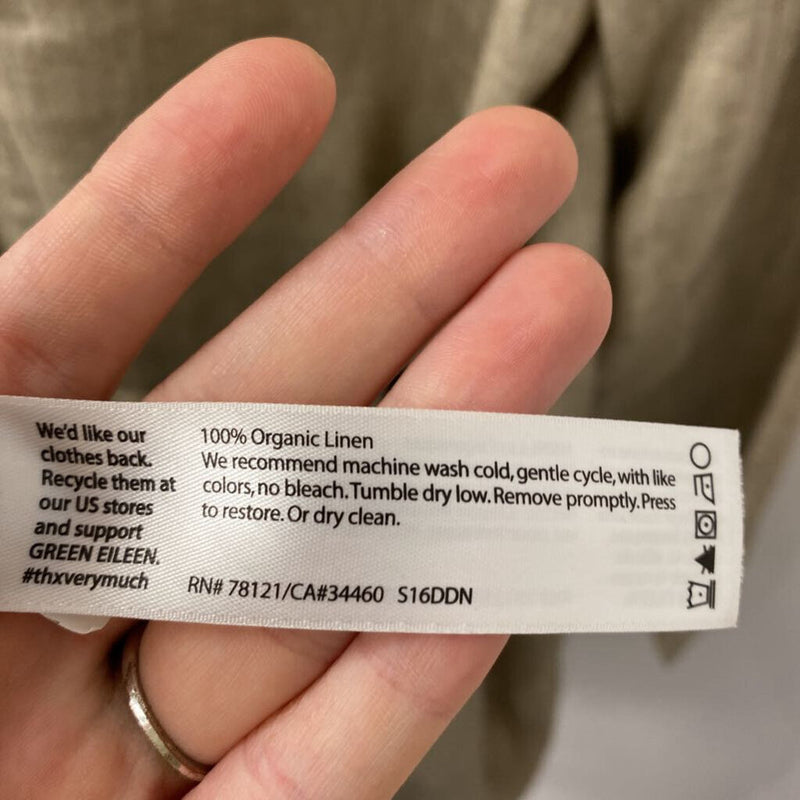 We'd like our
clothes back.
Recycle them at
our US stores
and support
GREEN EILEEN.
#thxverymuch
100% Organic Linen
We recommend machine wash cold, gentle cycle, with like
colors, no bleach. Tumble dry low. Remove promptly. Press
to restore. Or dry clean.
RN# 78121/CA#34460 S16DDN